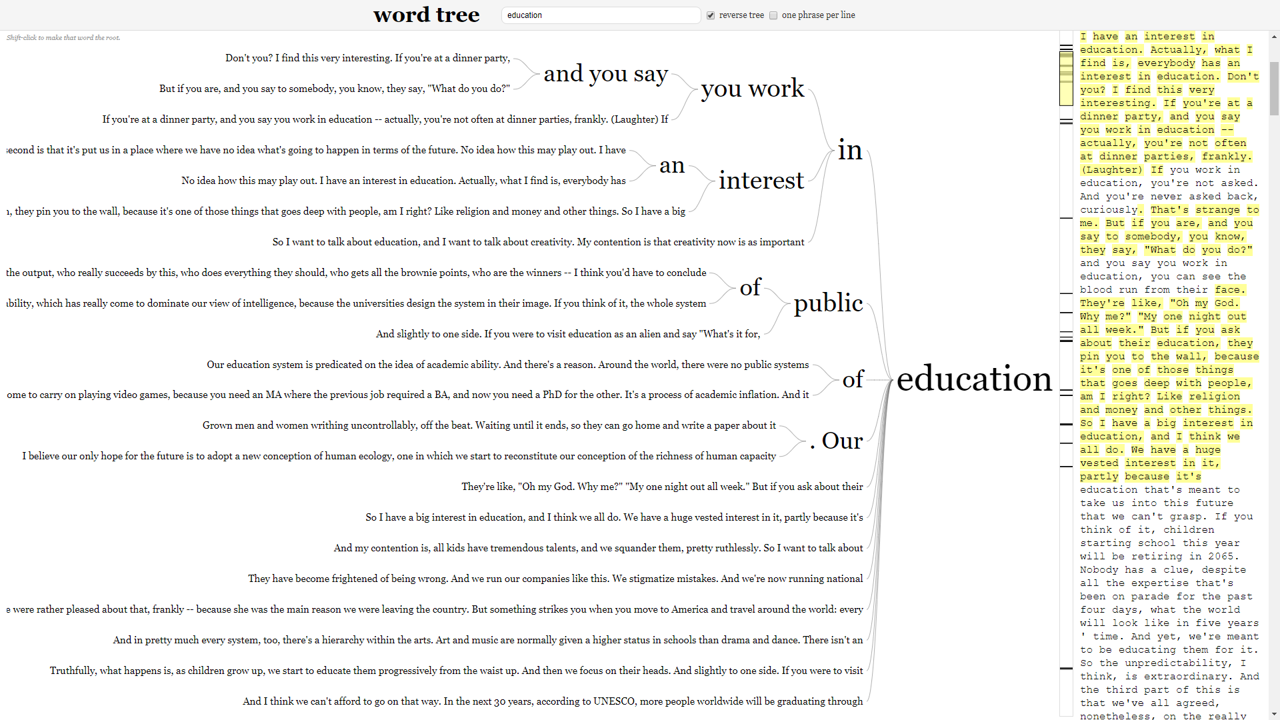 word tree
education
reverse tree
one phrase per line
Shift-click to make that word the root.
Don't you? I find this very interesting. If you're at a dinner party,
and you say
But if you are, and you say to somebody, you know, they say, "What do you do?"
you work
If you're at a dinner party, and you say you work in education -- actually, you're not often at dinner parties, frankly. (Laughter) If
in
second is that it's put us in a place where we have no idea what's going to happen in terms of the future. No idea how this may play out. I have
an
No idea how this may play out. I have an interest in education. Actually, what I find is, everybody has
interest
, they pin you to the wall, because it's one of those things that goes deep with people, am I right? Like religion and money and other things. So I have a big
So I want to talk about education, and I want to talk about creativity. My contention is that creativity now is as important
the output, who really succeeds by this, who does everything they should, who gets all the brownie points, who are the winners -- I think you'd have to conclude
of
bility, which has really come to dominate our view of intelligence, because the universities design the system in their image. If you think of it, the whole system
public
And slightly to one side. If you were to visit education as an alien and say "What's it for,
Our education system is predicated on the idea of academic ability. And there's a reason. Around the world, there were no public systems
of
ome to carry on playing video games, because you need an MA where the previous job required a BA, and now you need a PhD for the other. It's a process of academic inflation. And it
education
Grown men and women writhing uncontrollably, off the beat. Waiting until it ends, so they can go home and write a paper about it
. Our
I believe our only hope for the future is to adopt a new conception of human ecology, one in which we start to reconstitute our conception of the richness of human capacity
They're like, "Oh my God. Why me?" "My one night out all week." But if you ask about their
So I have a big interest in education, and I think we all do. We have a huge vested interest in it, partly because it's
And my contention is, all kids have tremendous talents, and we squander them, pretty ruthlessly. So I want to talk about
They have become frightened of being wrong. And we run our companies like this. We stigmatize mistakes. And we're now running national
e were rather pleased about that, frankly -- because she was the main reason we were leaving the country. But something strikes you when you move to America and travel around the world: every
And in pretty much every system, too, there's a hierarchy within the arts. Art and music are normally given a higher status in schools than drama and dance. There isn't an
Truthfully, what happens is, as children grow up, we start to educate them progressively from the waist up. And then we focus on their heads. And slightly to one side. If you were to visit
And I think we can't afford to go on that way. In the next 30 years, according to UNESCO, more people worldwide will be graduating through
I have an interest in
education. Actually, what I
find is, everybody has an
interest in education. Don't
you? I find this very
interesting. If you're at a
dinner party, and you say
you work in education --
actually, you're not often
at dinner parties, frankly.
(Laughter) If you work in
education, you're not asked.
And you're never asked back,
curiously. That's strange to
me. But if you are, and you
say to somebody, you know,
they say, "What do you do?"
and you say you work in
education, you can see the
blood run from their face.
They're like, "Oh my God.
Why me?" "My one night out
all week." But if you ask
about their education, they
pin you to the wall, because
it's one of those things
that goes deep with people,
am I right? Like religion
and money and other things.
So I have a big interest in
education, and I think we
all do. We have a huge
vested interest in it,
partly because it's
education that's meant to
take us into this future
that we can't grasp. If you
think of it, children
starting school this year
will be retiring in 2065.
Nobody has a clue, despite
all the expertise that's
been on parade for the past
four days, what the world
will look like in five years
' time. And yet, we're meant
to be educating them for it.
So the unpredictability, I
think, is extraordinary. And
the third part of this is
that we've all agreed,
nonetheless, on the really